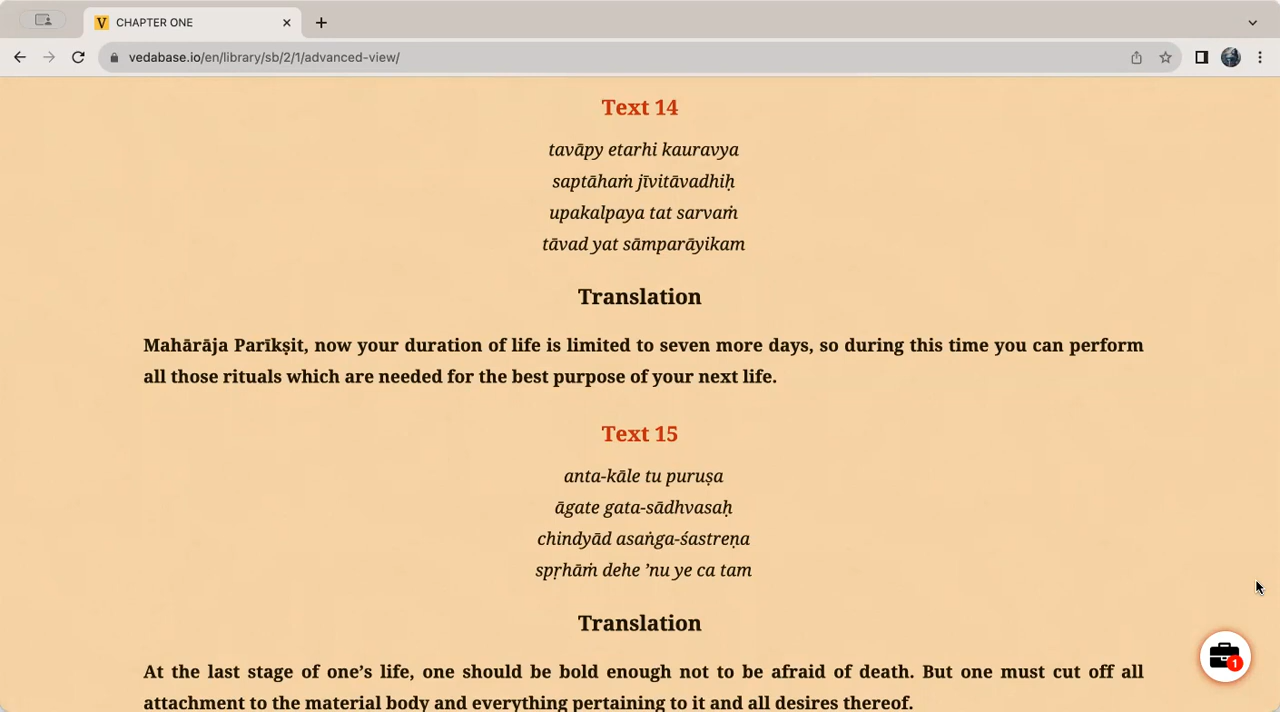 CHAPTER ONE
vedabase.io/en/library/sb/2/1/advanced-view/
Text 14
tavāpy etarhi kauravya
saptāhaṁ jīvitāvadhiḥ
upakalpaya tat sarvaṁ
tāvad yat sāmparāyikam
Translation
Mahārāja Parīkṣit, now your duration of life is limited to seven more days, so during this time you can perform
all those rituals which are needed for the best purpose of your next life.
Text 15
anta-kāle tu puruṣa
āgate gata-sādhvasaḥ
chindyād asaṅga-śastreṇa
spṛhāṁ dehe ’nu ye ca tam
Translation
At the last stage of one’s life, one should be bold enough not to be afraid of death. But one must cut off all
attachment to the material body and everything pertaining to it and all desires thereof.
1